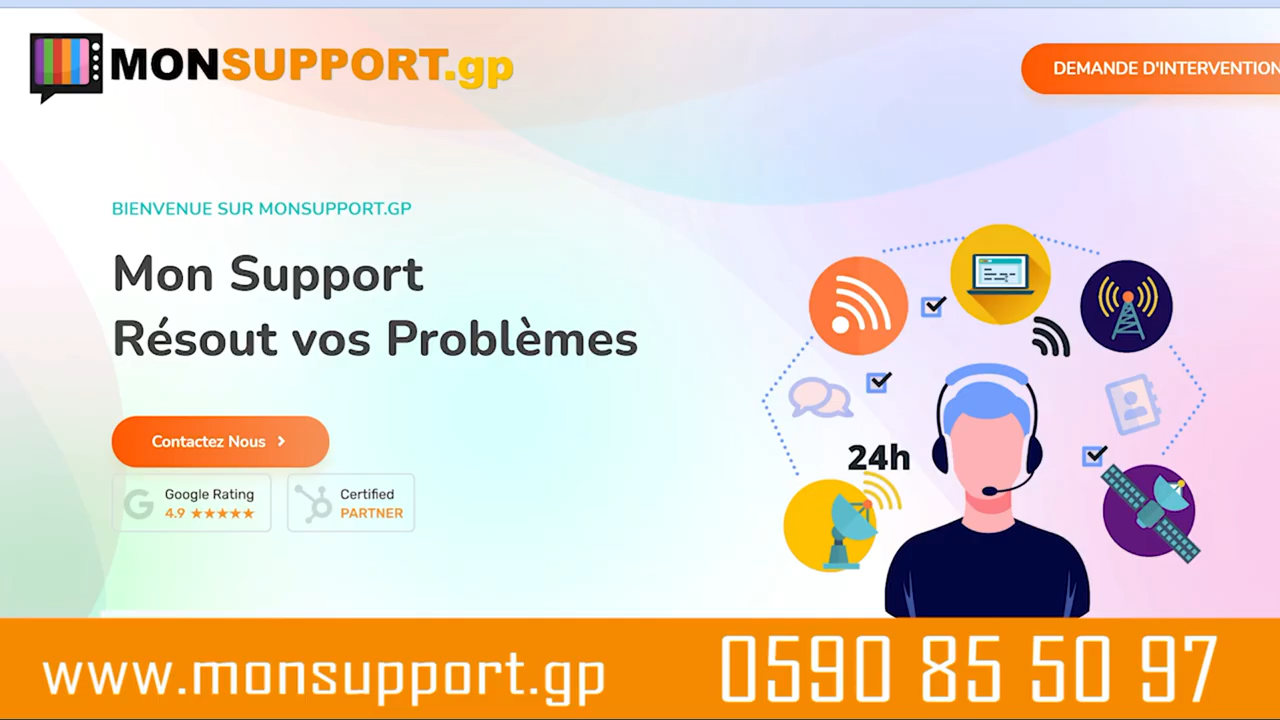 MONSUPPORT.gp
DEMANDE D'INTERVENTION
BIENVENUE SUR MONSUPPORT.GP
Mon Support
Résout vos Problèmes
Contactez Nous
Google Rating
4.9 ★★★★★
Certified
PARTNER
24h
www.monsupport.gp
0590 85 50 97